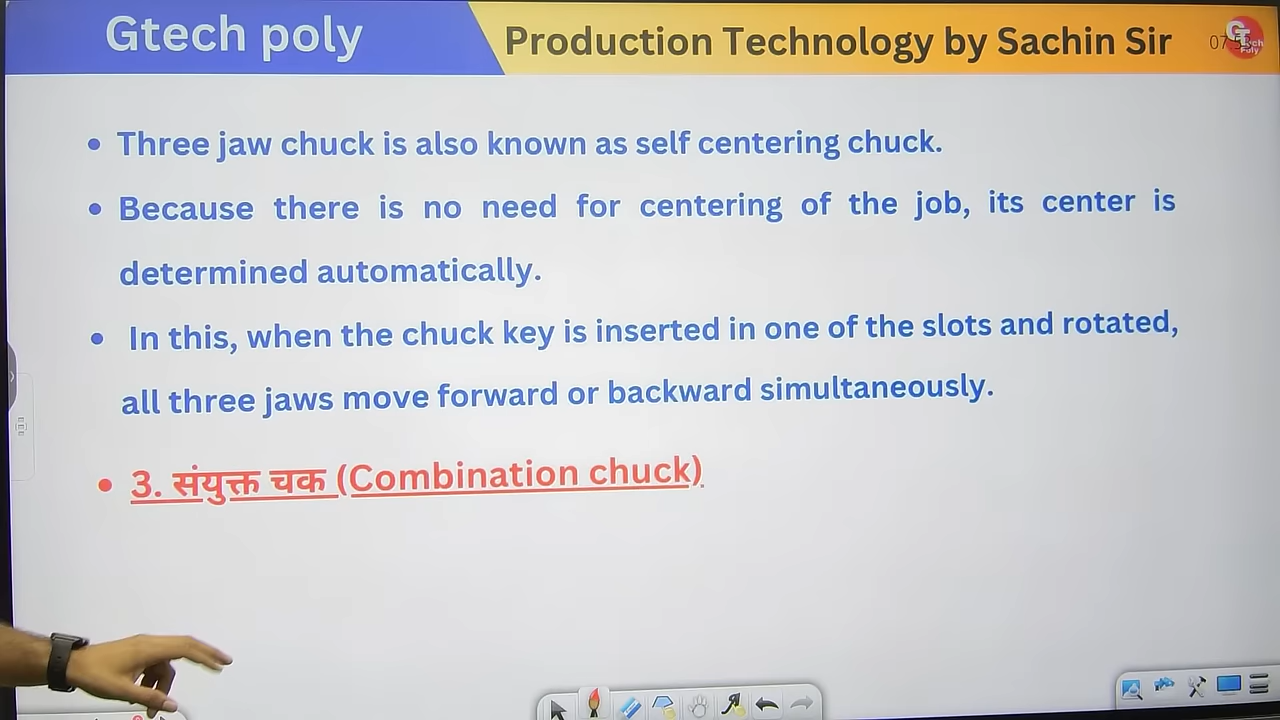 Gtech poly
Production Technology by Sachin Sir
• Three jaw chuck is also known as self centering chuck.
• Because there is no need for centering of the job, its center is
determined automatically.
• In this, when the chuck key is inserted in one of the slots and rotated,
all three jaws move forward or backward simultaneously.
• 3. संयुक्त चक (Combination chuck)